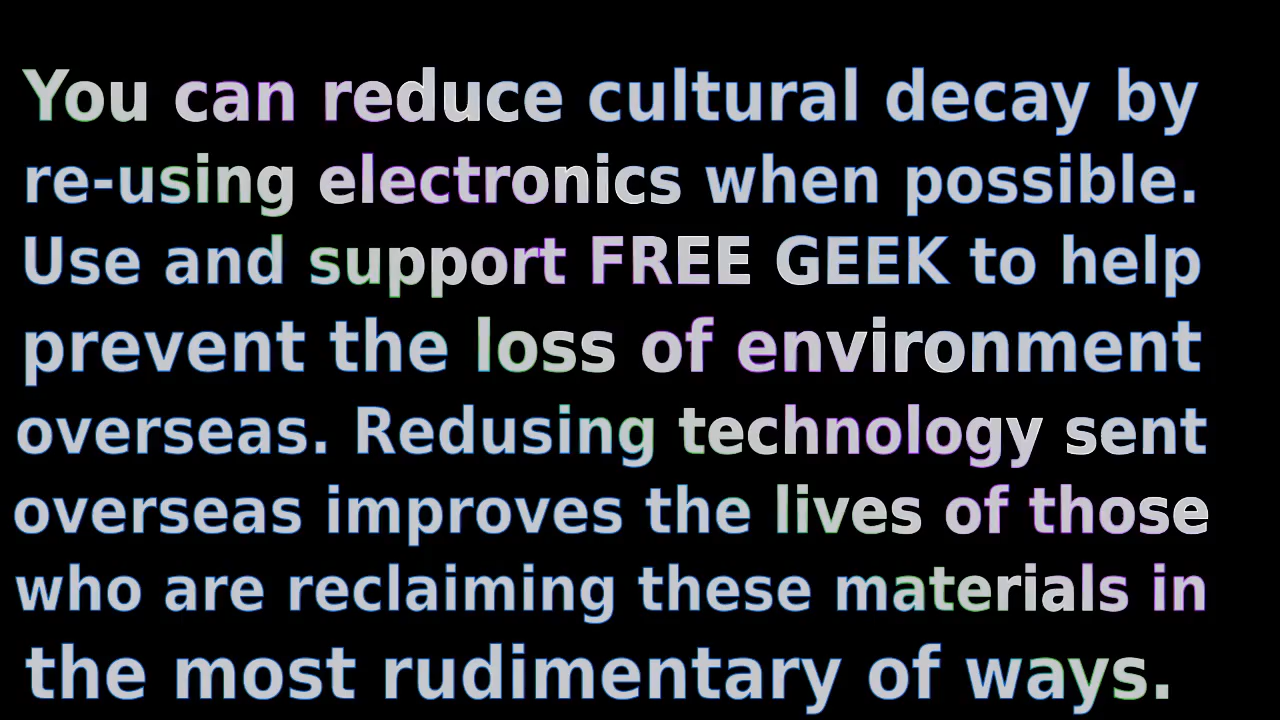 You can reduce cultural decay by
re-using electronics when possible.
Use and support FREE GEEK to help
prevent the loss of environment
overseas. Redusing technology sent
overseas improves the lives of those
who are reclaiming these materials in
the most rudimentary of ways.